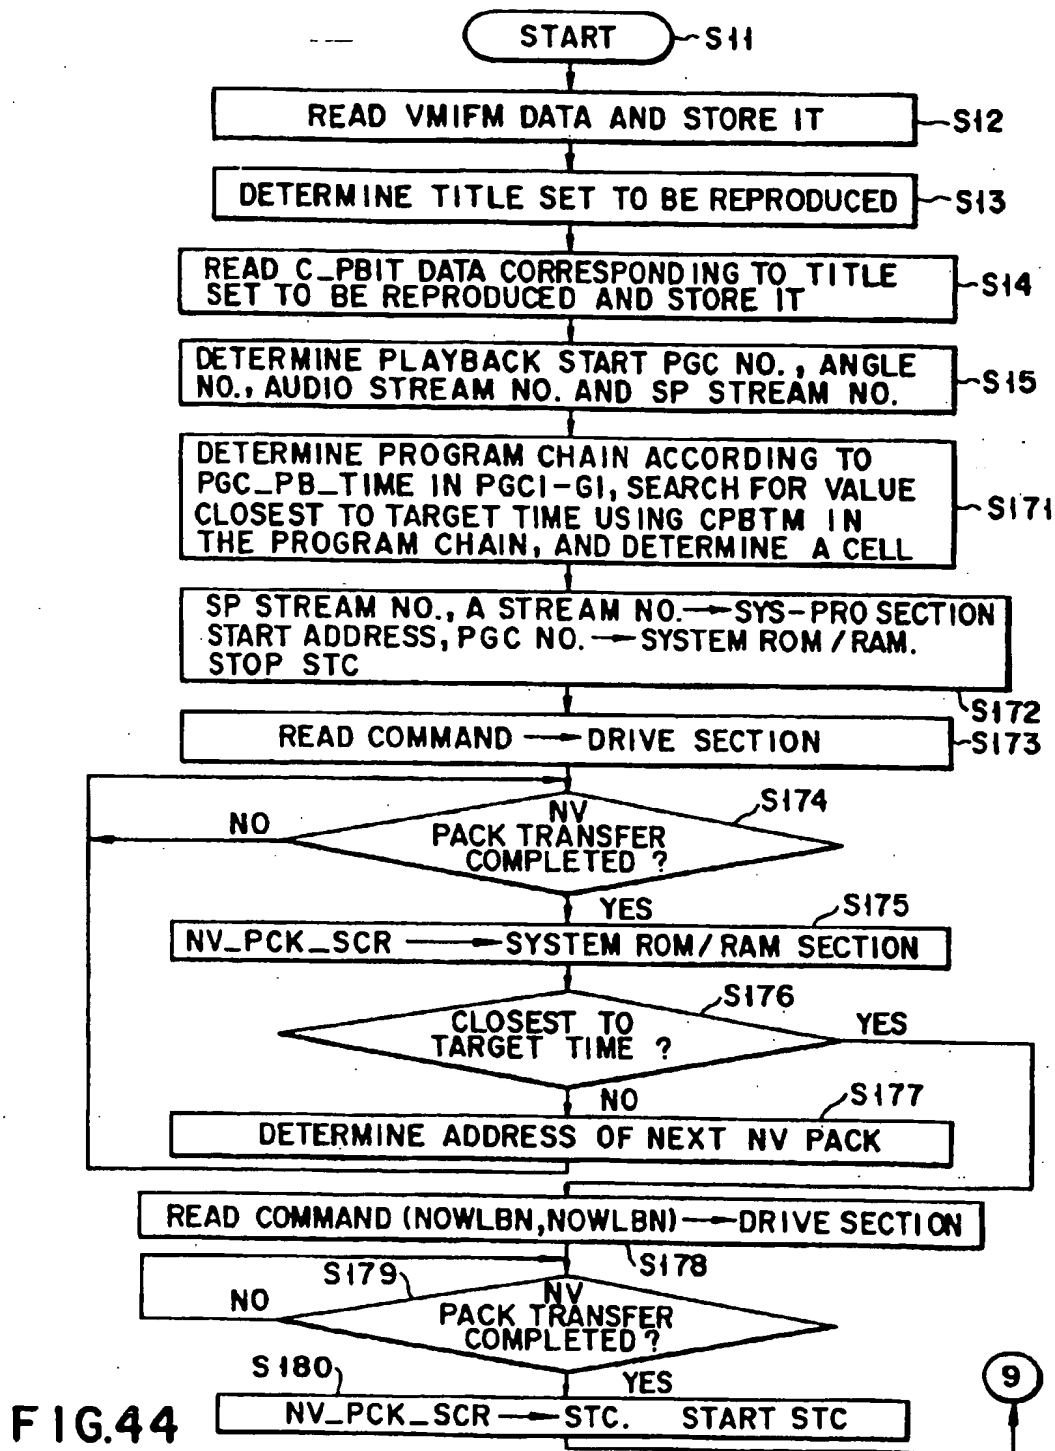 START
S11
READ VMIFM DATA AND STORE IT
S12
DETERMINE TITLE SET TO BE REPRODUCED
S13
READ C_PBIT DATA CORRESPONDING TO TITLE
SET TO BE REPRODUCED AND STORE IT
S14
DETERMINE PLAYBACK START PGC NO., ANGLE
NO., AUDIO STREAM NO. AND SP STREAM NO.
S15
DETERMINE PROGRAM CHAIN ACCORDING TO
PGC_PB_TIME IN PGCI-GI, SEARCH FOR VALUE
CLOSEST TO TARGET TIME USING CPBTM IN
THE PROGRAM CHAIN, AND DETERMINE A CELL
S171
SP STREAM NO., A STREAM NO. → SYS-PRO SECTION
START ADDRESS, PGC NO. → SYSTEM ROM / RAM.
STOP STC
S172
READ COMMAND → DRIVE SECTION
S173
NV
PACK TRANSFER
COMPLETED ?
S174
NO
YES
S175
NV_PCK_SCR → SYSTEM ROM/RAM SECTION
S176
CLOSEST TO
TARGET TIME ?
YES
NO
S177
DETERMINE ADDRESS OF NEXT NV PACK
READ COMMAND (NOWLBN,NOWLBN) → DRIVE SECTION
S178
S179
NV
PACK TRANSFER
COMPLETED ?
NO
YES
S180
NV_PCK_SCR → STC. START STC
9
FIG.44